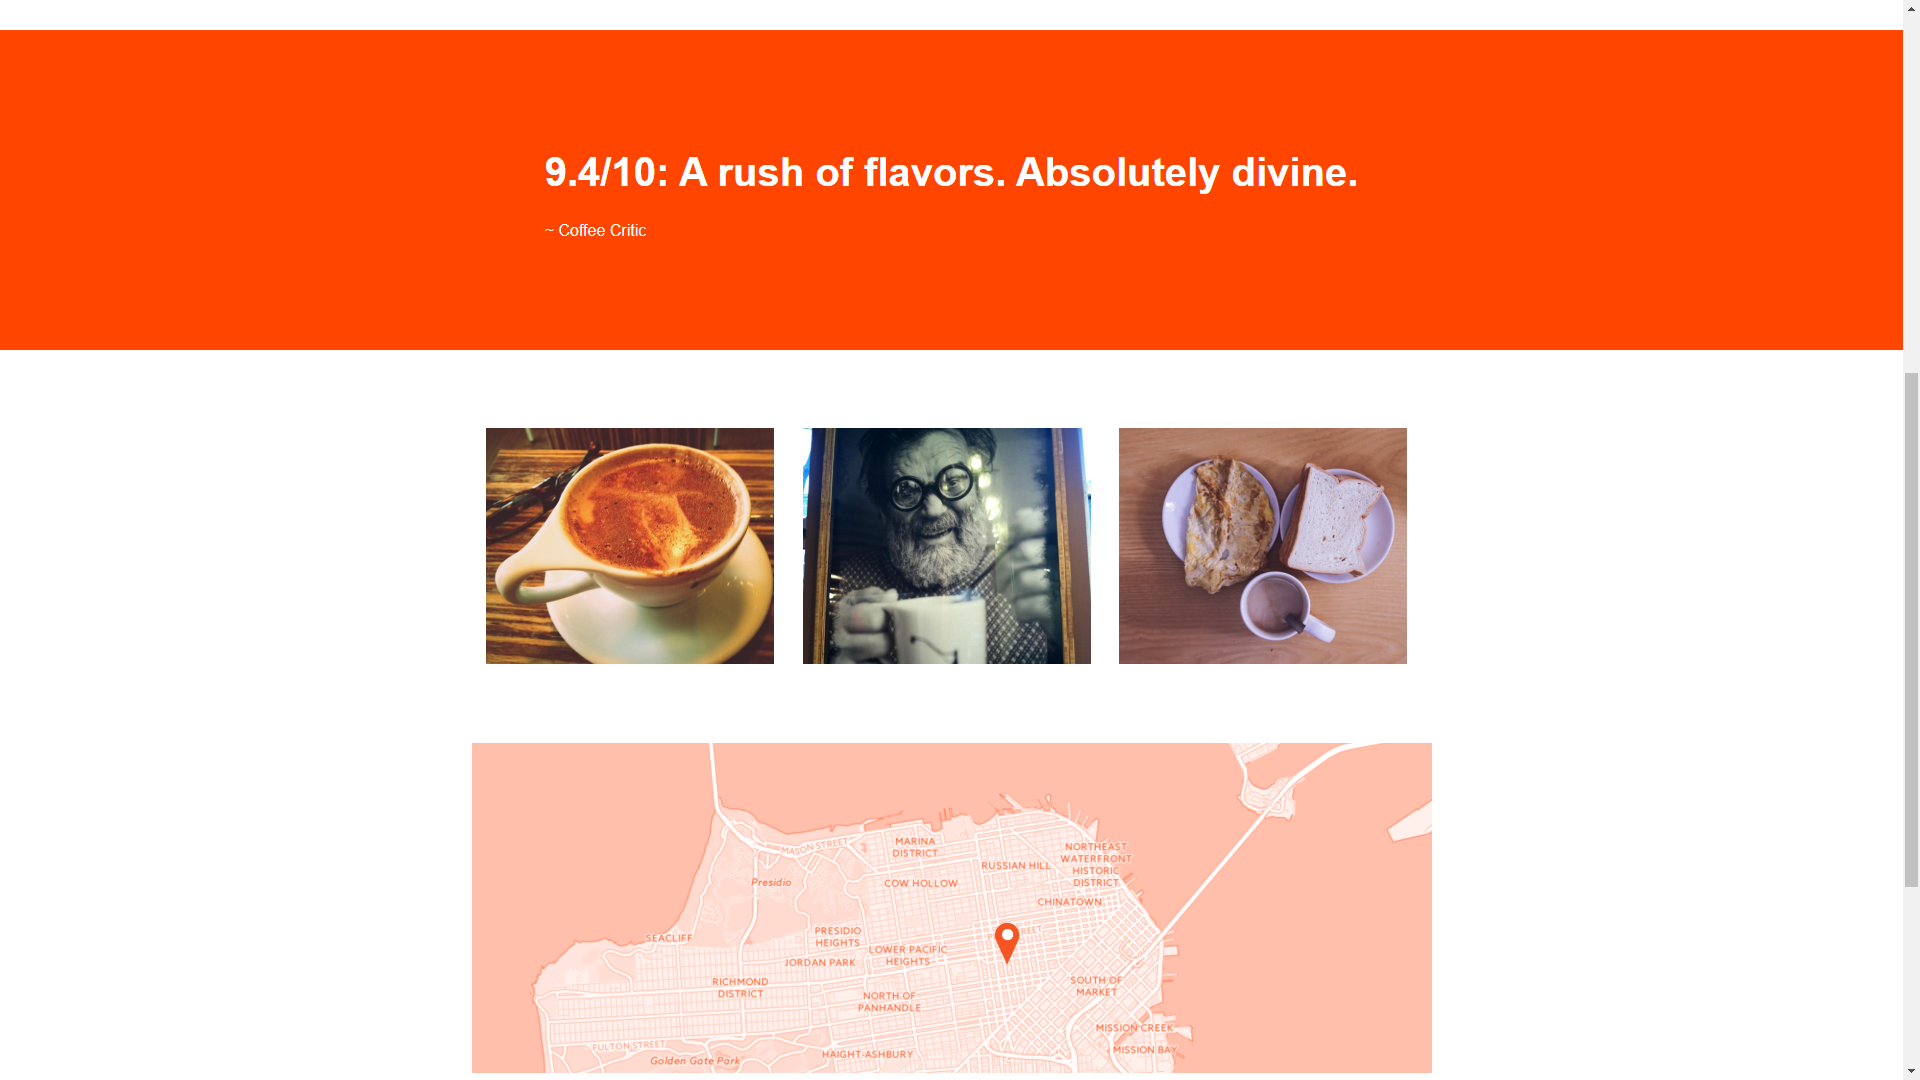 9.4/10: A rush of flavors. Absolutely divine.
~ Coffee Critic
MASON STREET
MARINA
DISTRICT
NORTHEAST
WATERFRONT
HISTORIC
DISTRICT
RUSSIAN HILL
Presidio
COW HOLLOW
CHINATOWN
SEACLIFF
PRESIDIO
HEIGHTS
LOWER PACIFIC
HEIGHTS
JORDAN PARK
RICHMOND
DISTRICT
SOUTH OF
MARKET
NORTH OF
PANHANDLE
MISSION CREEK
FULTON STREET
MISSION BAY
Golden Gate Park
HAIGHT-ASHBURY